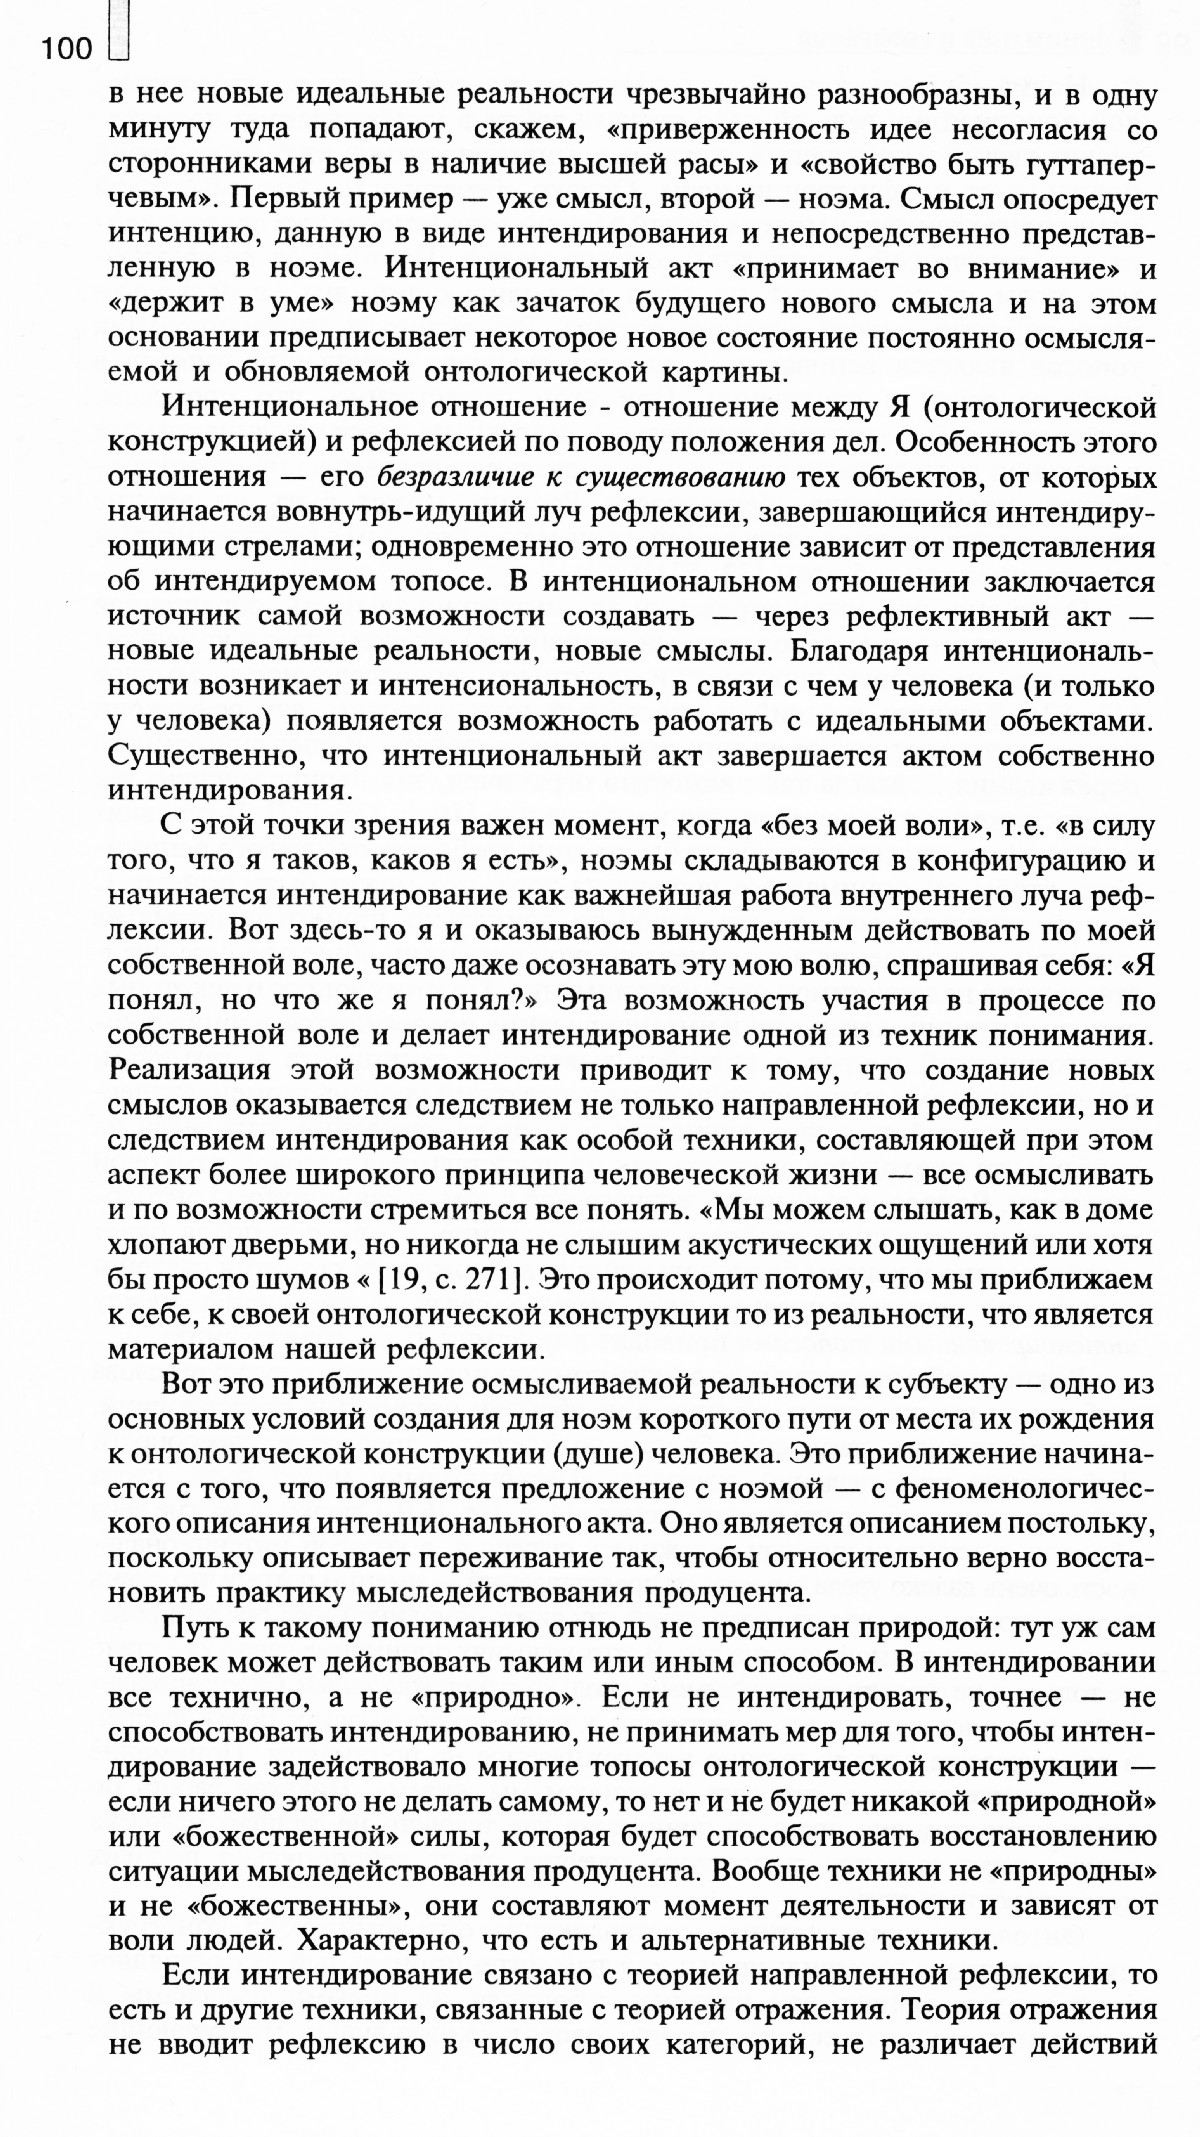 100
в нее новые идеальные реальности чрезвычайно разнообразны, и в одну
минуту туда попадают, скажем, «приверженность идее несогласия со
сторонниками веры в наличие высшей расы» и «свойство быть гуттапер-
чевым». Первый пример — уже смысл, второй — ноэма. Смысл опосредует
интенцию, данную в виде интендирования и непосредственно представ-
ленную в ноэме. Интенциональный акт «принимает во внимание» и
«держит в уме» ноэму как зачаток будущего нового смысла и на этом
основании предписывает некоторое новое состояние постоянно осмысля-
емой и обновляемой онтологической картины.
Интенциональное отношение - отношение между Я (онтологической
конструкцией) и рефлексией по поводу положения дел. Особенность этого
отношения — его безразличие к существованию тех объектов, от которых
начинается вовнутрь-идущий луч рефлексии, завершающийся интендиру-
ющими стрелами; одновременно это отношение зависит от представления
об интендируемом топосе. В интенциональном отношении заключается
источник самой возможности создавать — через рефлективный акт —
новые идеальные реальности, новые смыслы. Благодаря интенциональ-
ности возникает и интенсиональность, в связи с чем у человека (и только
у человека) появляется возможность работать с идеальными объектами.
Существенно, что интенциональный акт завершается актом собственно
интендирования.
С этой точки зрения важен момент, когда «без моей воли», т.е. «в силу
того, что я таков, каков я есть», ноэмы складываются в конфигурацию и
начинается интендирование как важнейшая работа внутреннего луча реф-
лексии. Вот здесь-то я и оказываюсь вынужденным действовать по моей
собственной воле, часто даже осознавать эту мою волю, спрашивая себя: «Я
понял, но что же я понял?» Эта возможность участия в процессе по
собственной воле и делает интендирование одной из техник понимания.
Реализация этой возможности приводит к тому, что создание новых
смыслов оказывается следствием не только направленной рефлексии, но и
следствием интендирования как особой техники, составляющей при этом
аспект более широкого принципа человеческой жизни — все осмысливать
и по возможности стремиться все понять. «Мы можем слышать, как в доме
хлопают дверьми, но никогда не слышим акустических ощущений или хотя
бы просто шумов « [19, с. 271]. Это происходит потому, что мы приближаем
к себе, к своей онтологической конструкции то из реальности, что является
материалом нашей рефлексии.
Вот это приближение осмысливаемой реальности к субъекту — одно из
основных условий создания для ноэм короткого пути от места их рождения
к онтологической конструкции (душе) человека. Это приближение начина-
ется с того, что появляется предложение с ноэмой — с феноменологичес-
кого описания интенционального акта. Оно является описанием постольку,
поскольку описывает переживание так, чтобы относительно верно восста-
новить практику мыследействования продуцента.
Путь к такому пониманию отнюдь не предписан природой: тут уж сам
человек может действовать таким или иным способом. В интендировании
все технично, а не «природно». Если не интендировать, точнее — не
способствовать интендированию, не принимать мер для того, чтобы интен-
дирование задействовало многие топосы онтологической конструкции —
если ничего этого не делать самому, то нет и не будет никакой «природной»
или «божественной» силы, которая будет способствовать восстановлению
ситуации мыследействования продуцента. Вообще техники не «природны»
и не «божественны», они составляют момент деятельности и зависят от
воли людей. Характерно, что есть и альтернативные техники.
Если интендирование связано с теорией направленной рефлексии, то
есть и другие техники, связанные с теорией отражения. Теория отражения
не вводит рефлексию в число своих категорий, не различает действий